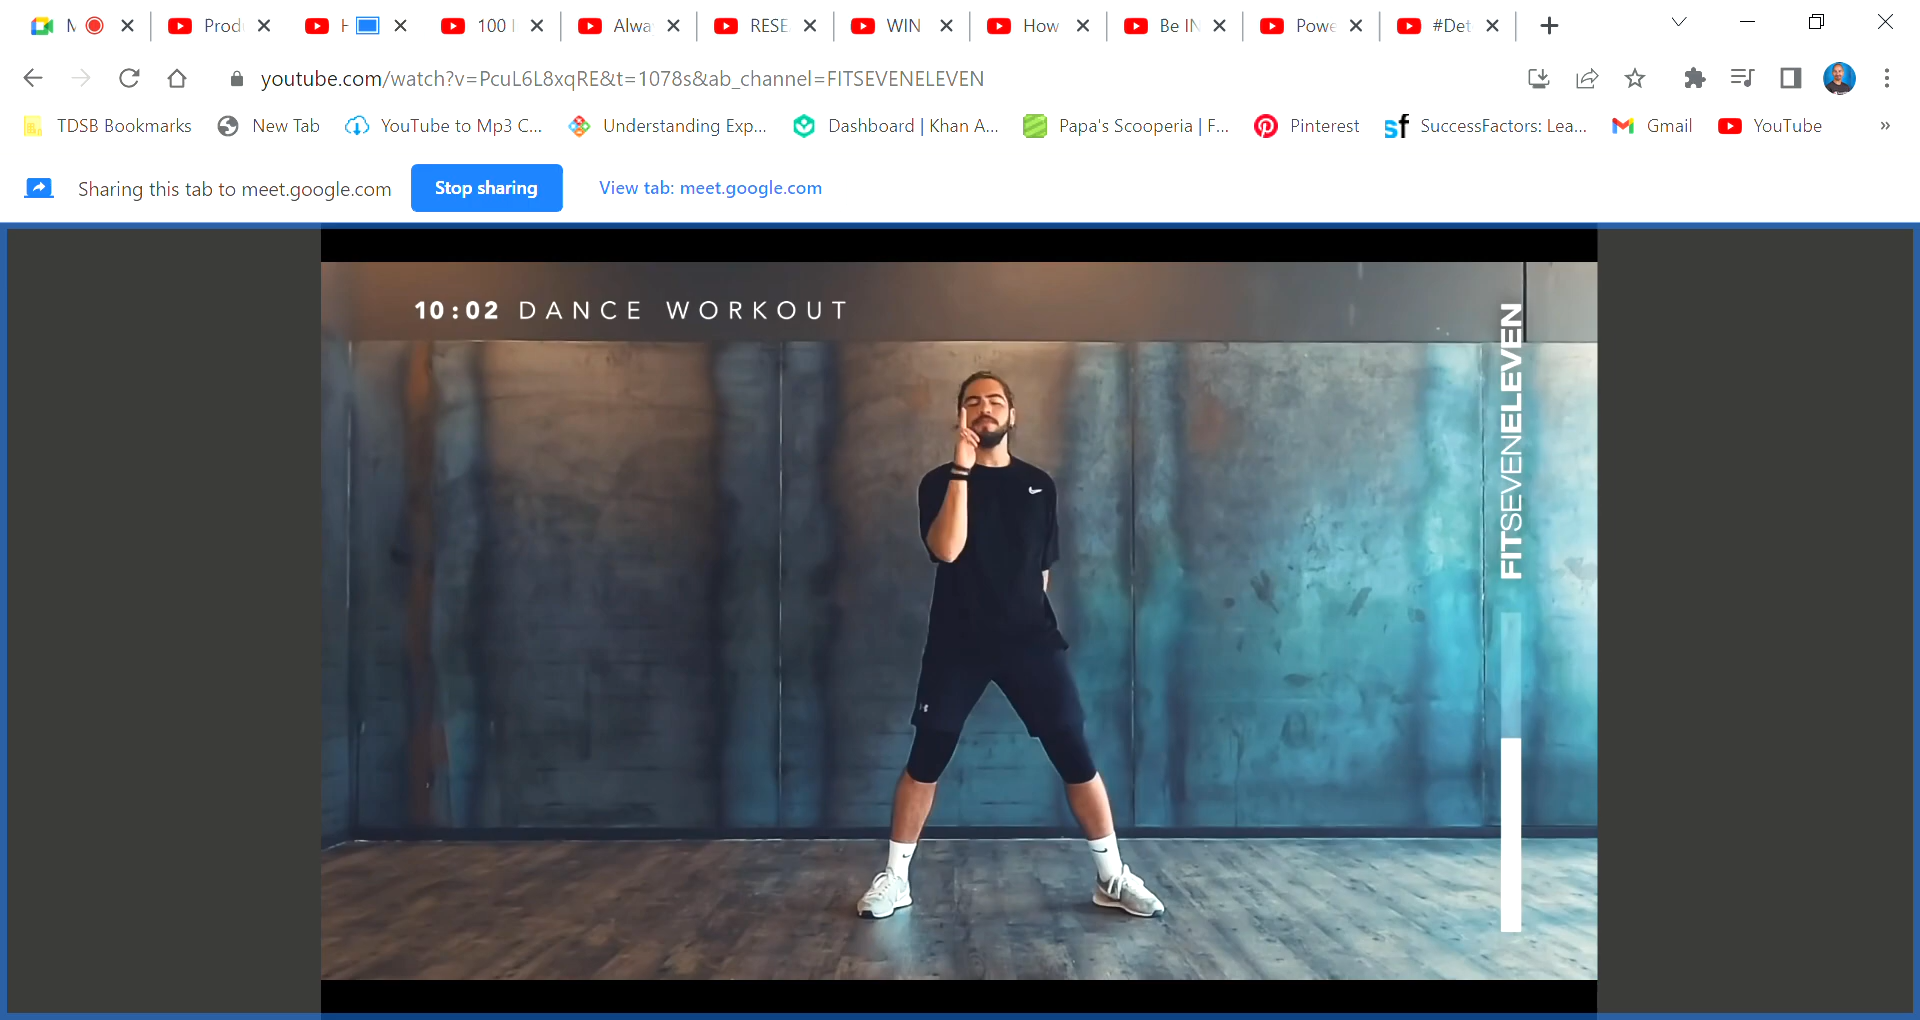 M
Prod
H
100
Alwa
RESE
WIN
How
Be IN
Powe
#Det
youtube.com/watch?v=PcuL6L8xqRE&t=1078s&ab_channel=FITSEVENELEVEN
TDSB Bookmarks
New Tab
YouTube to Mp3 C...
Understanding Exp...
Dashboard | Khan A...
Papa's Scooperia | F...
Pinterest
SuccessFactors: Lea...
Gmail
YouTube
»
Sharing this tab to meet.google.com
Stop sharing
View tab: meet.google.com
10:02 DANCE WORKOUT
FITSEVENELEVEN